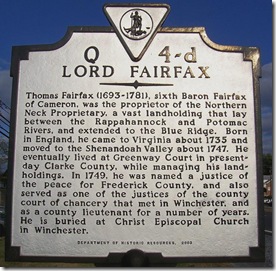 Q 4-d
LORD FAIRFAX
Thomas Fairfax (1693-1781), sixth Baron Fairfax
of Cameron, was the proprietor of the Northern
Neck Proprietary, a vast landholding that lay
between the Rappahannock and Potomac
Rivers, and extended to the Blue Ridge. Born
in England, he came to Virginia about 1735 and
moved to the Shenandoah Valley about 1747. He
eventually lived at Greenway Court in present-
day Clarke County, while managing his land-
holdings. In 1749, he was named a justice of
the peace for Frederick County, and also
served as one of the justices of the county
court of chancery that met in Winchester, and
as a county lieutenant for a number of years.
He is buried at Christ Episcopal Church
in Winchester.
DEPARTMENT OF HISTORIC RESOURCES,